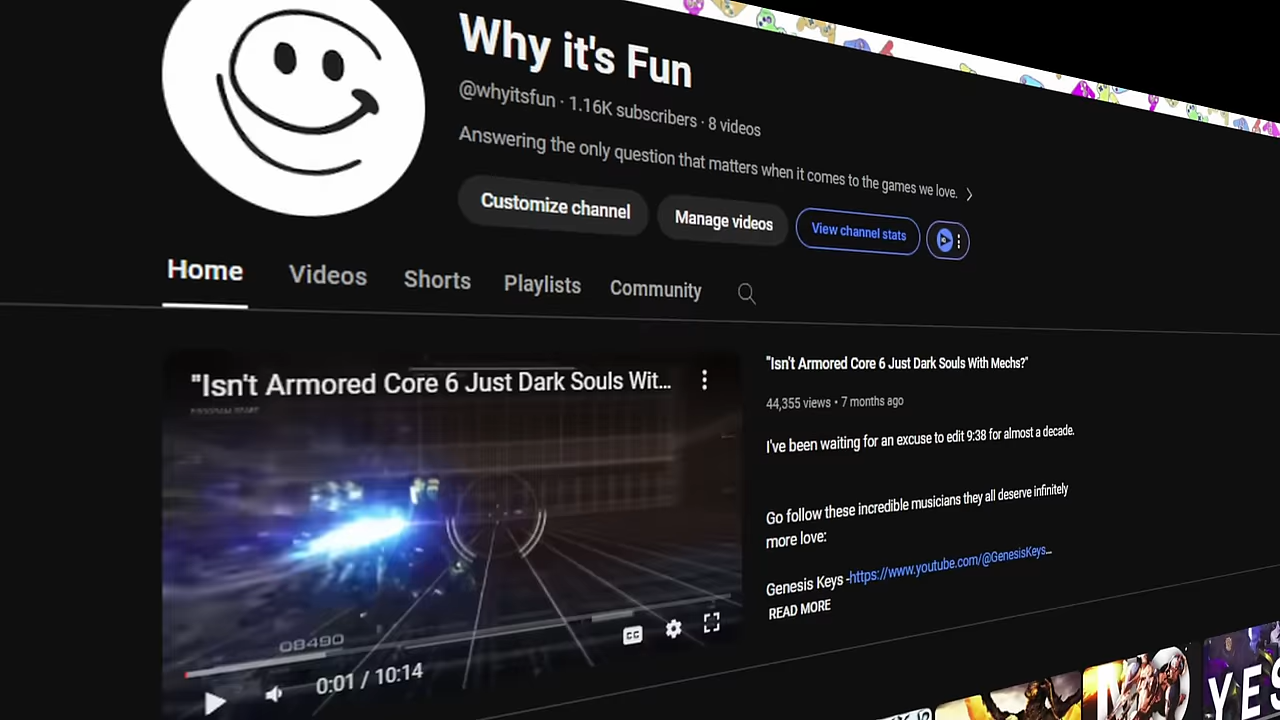 Why it's Fun
@whyitsfun · 1.16K subscribers · 8 videos
Answering the only question that matters when it comes to the games we love.
Customize channel
Manage videos
View channel stats
Home
Videos
Shorts
Playlists
Community
"Isn't Armored Core 6 Just Dark Souls Wit...
08490
0:01 / 10:14
CC
"Isn't Armored Core 6 Just Dark Souls With Mechs?"
44,355 views • 7 months ago
I've been waiting for an excuse to edit 9:38 for almost a decade.
Go follow these incredible musicians they all deserve infinitely
more love:
Genesis Keys -https://www.youtube.com/@GenesisKeys...
READ MORE
YES